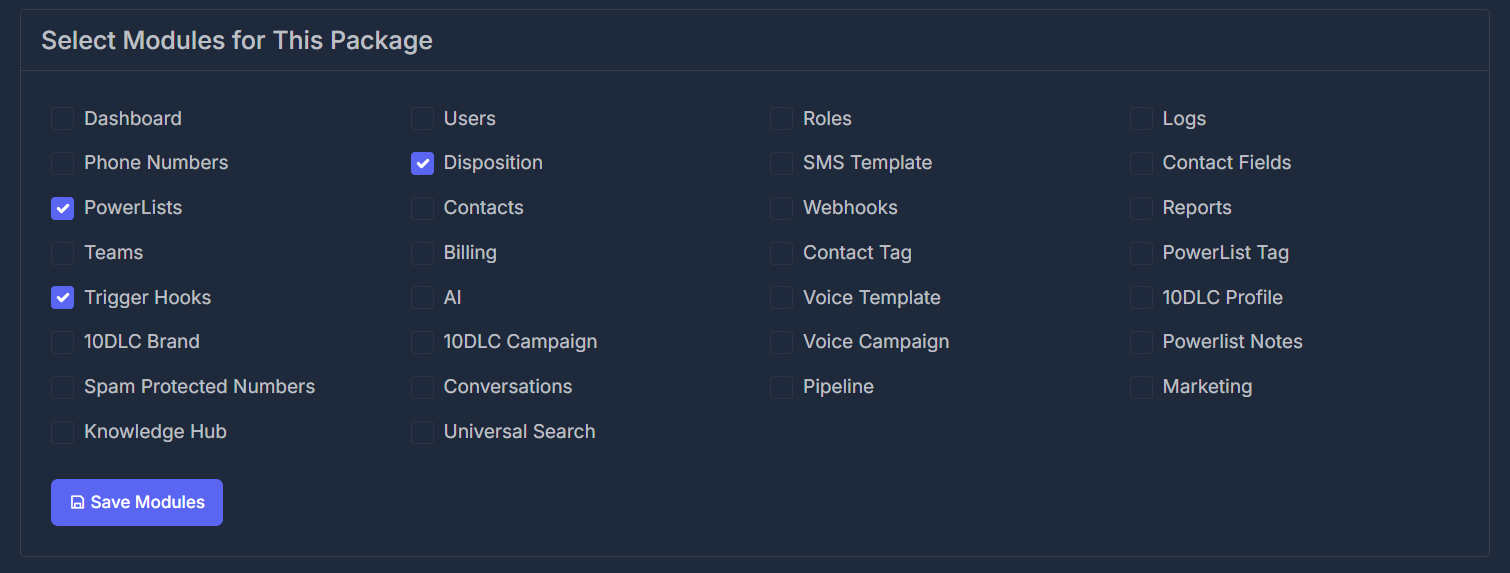 Select Modules for This Package
Dashboard Users Roles Logs
Phone Numbers Disposition SMS Template Contact Fields
PowerLists Contacts Webhooks Reports
Teams Billing Contact Tag PowerList Tag
Trigger Hooks AI Voice Template 10DLC Profile
10DLC Brand 10DLC Campaign Voice Campaign Powerlist Notes
Spam Protected Numbers Conversations Pipeline Marketing
Knowledge Hub Universal Search
Save Modules